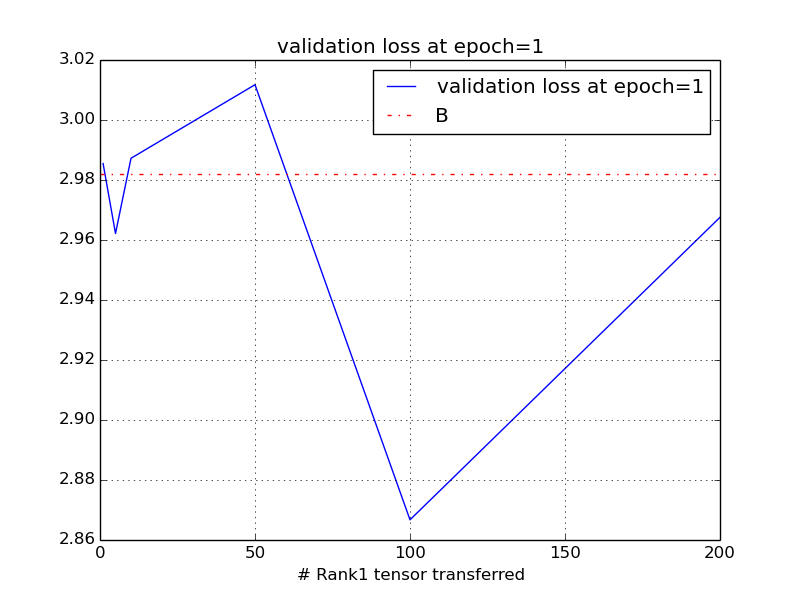 validation loss at epoch=1
3.02
3.00
2.98
2.96
2.94
2.92
2.90
2.88
2.86
validation loss at epoch=1
B
0 50 100 150 200
# Rank1 tensor transferred